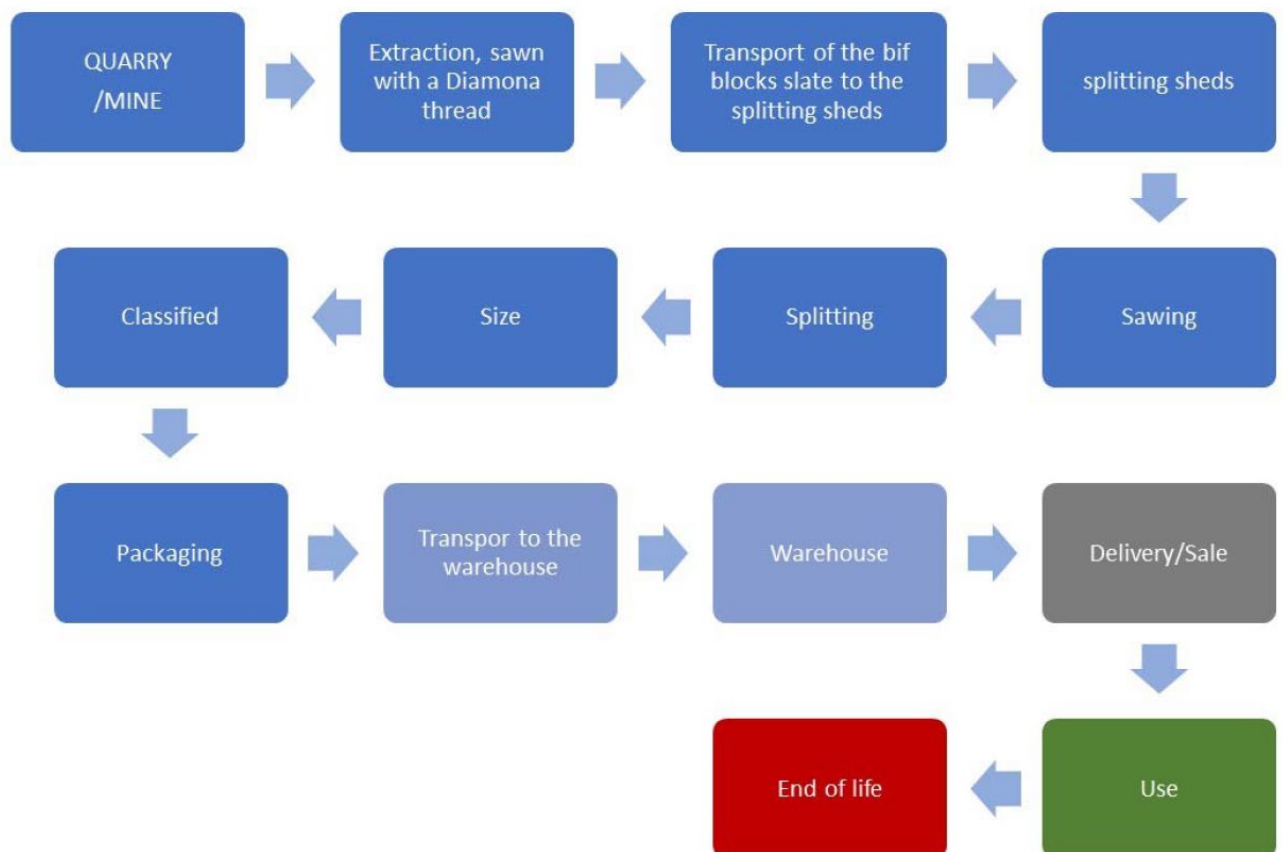 QUARRY
/MINE
Extraction, sawn
with a Diamona
thread
Transport of the bif
blocks slate to the
splitting sheds
splitting sheds
Sawing
Splitting
Size
Classified
Packaging
Transpor to the
warehouse
Warehouse
Delivery/Sale
Use
End of life